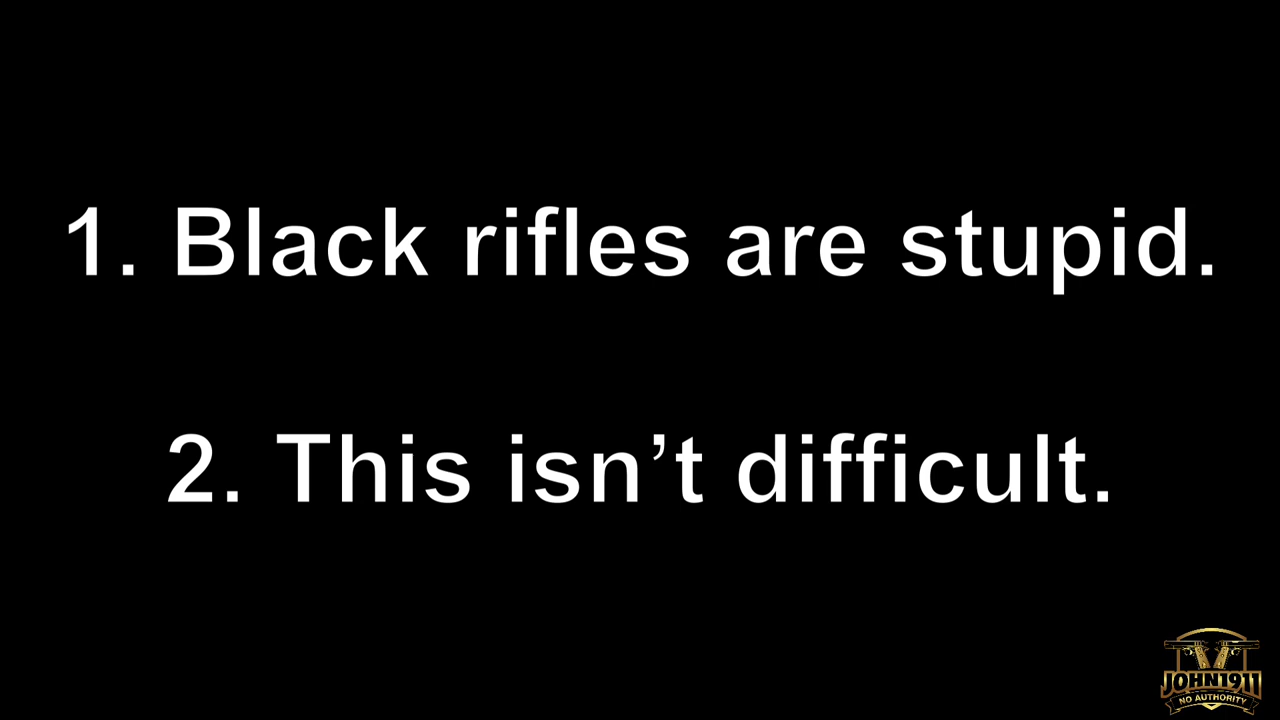 1. Black rifles are stupid.
2. This isn’t difficult.
JOHN1911
NO AUTHORITY